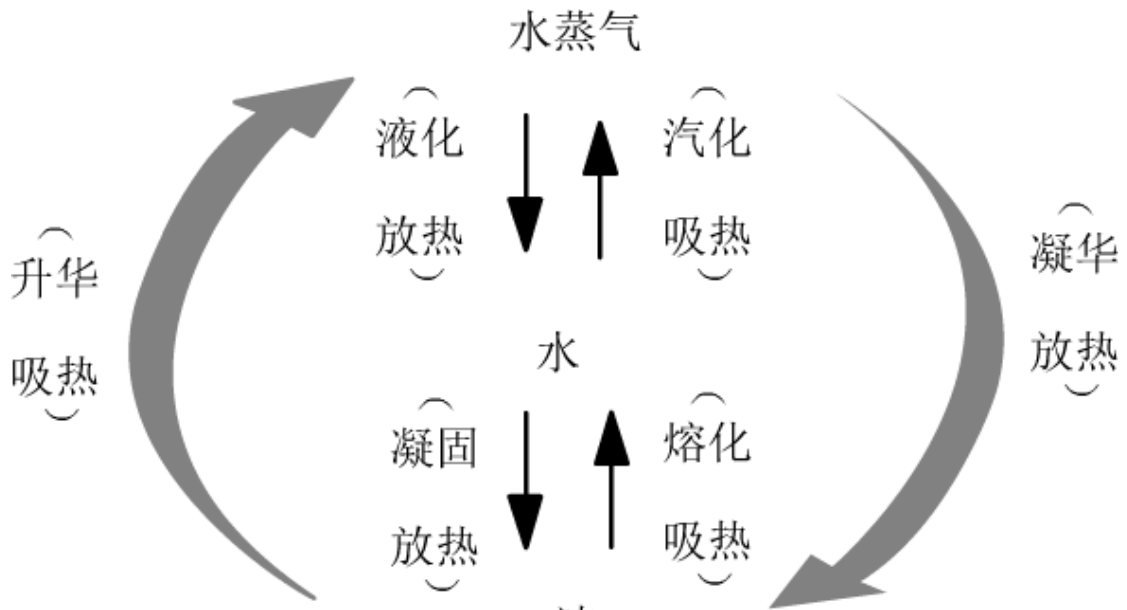 水蒸气
（液化
汽化
放热）
吸热）
（升华
吸热）
（凝华
放热）
水
（凝固
（熔化
放热）
吸热）